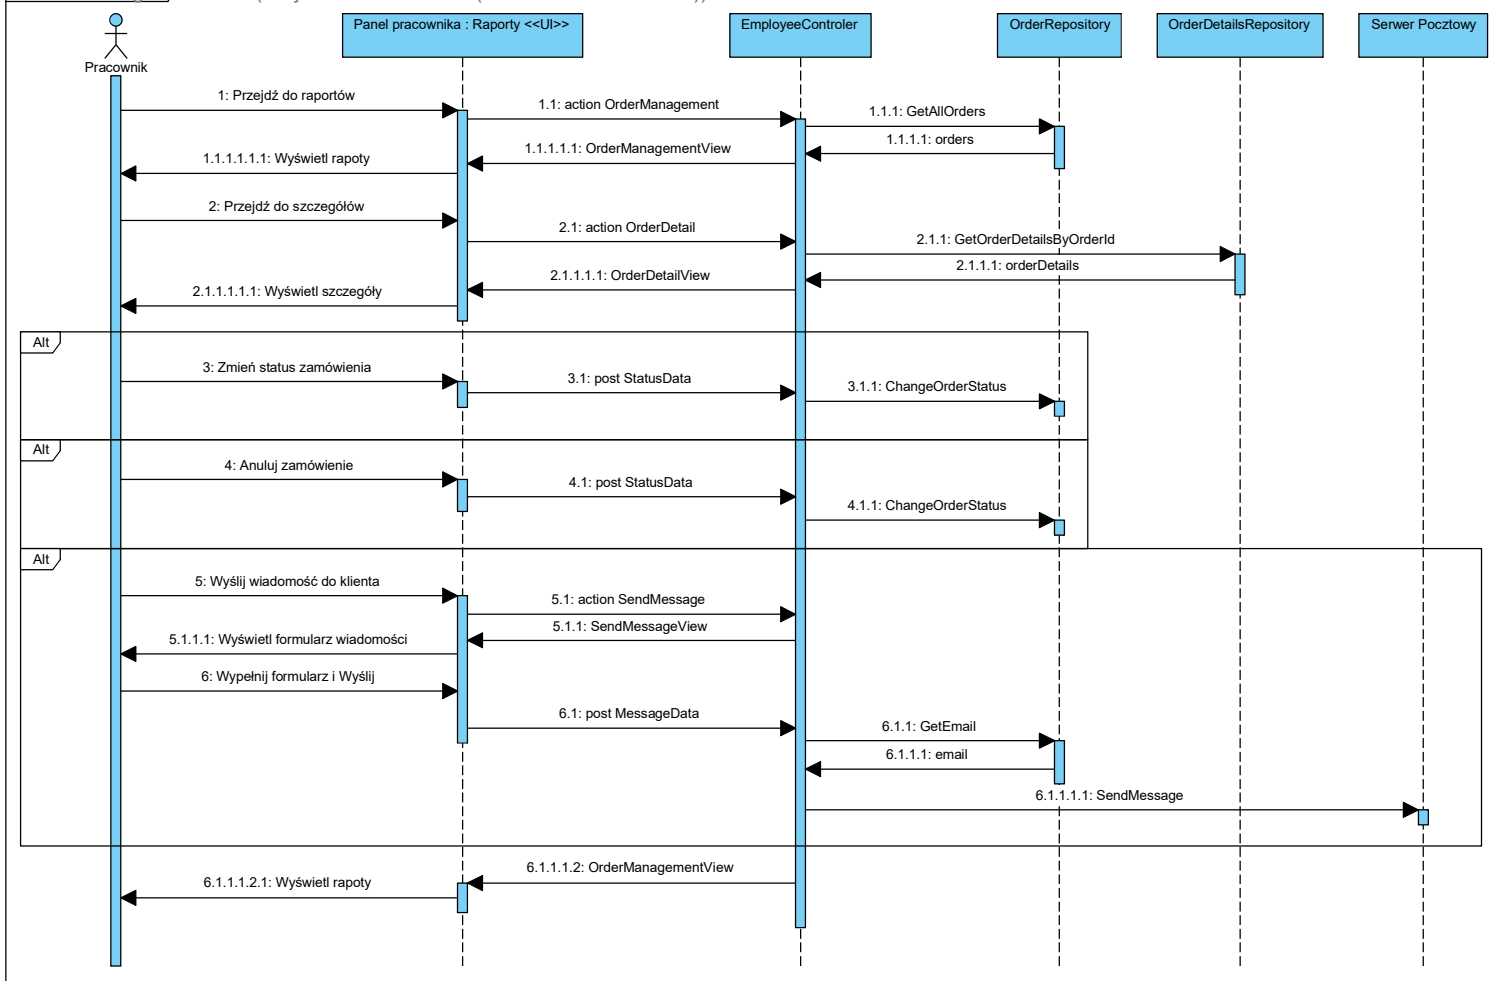 Panel pracownika : Raporty <<UI>>
EmployeeControler
OrderRepository
OrderDetailsRepository
Serwer Pocztowy
Pracownik
1: Przejdź do raportów
1.1: action OrderManagement
1.1.1: GetAllOrders
1.1.1.1: orders
1.1.1.1.1: OrderManagementView
1.1.1.1.1.1: Wyświetl rapoty
2: Przejdź do szczegółów
2.1: action OrderDetail
2.1.1: GetOrderDetailsByOrderId
2.1.1.1: orderDetails
2.1.1.1.1: OrderDetailView
2.1.1.1.1.1: Wyświetl szczegóły
Alt
3: Zmień status zamówienia
3.1: post StatusData
3.1.1: ChangeOrderStatus
Alt
4: Anuluj zamówienie
4.1: post StatusData
4.1.1: ChangeOrderStatus
Alt
5: Wyślij wiadomość do klienta
5.1: action SendMessage
5.1.1: SendMessageView
5.1.1.1: Wyświetl formularz wiadomości
6: Wypełnij formularz i Wyślij
6.1: post MessageData
6.1.1: GetEmail
6.1.1.1: email
6.1.1.1.1: SendMessage
6.1.1.1.2: OrderManagementView
6.1.1.1.2.1: Wyświetl rapoty